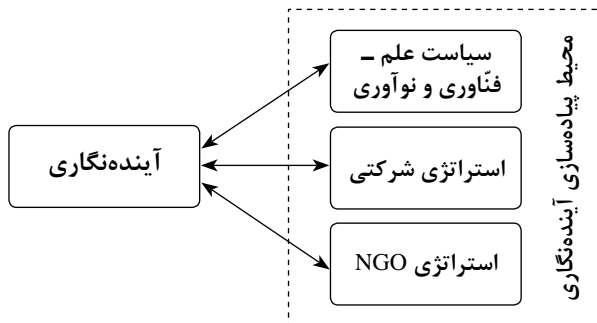 محیط پیاده‌سازی آینده‌نگاری
سیاست علم ـ
فنّاوری و نوآوری
استراتژی شرکتی
استراتژی NGO
آینده‌نگاری